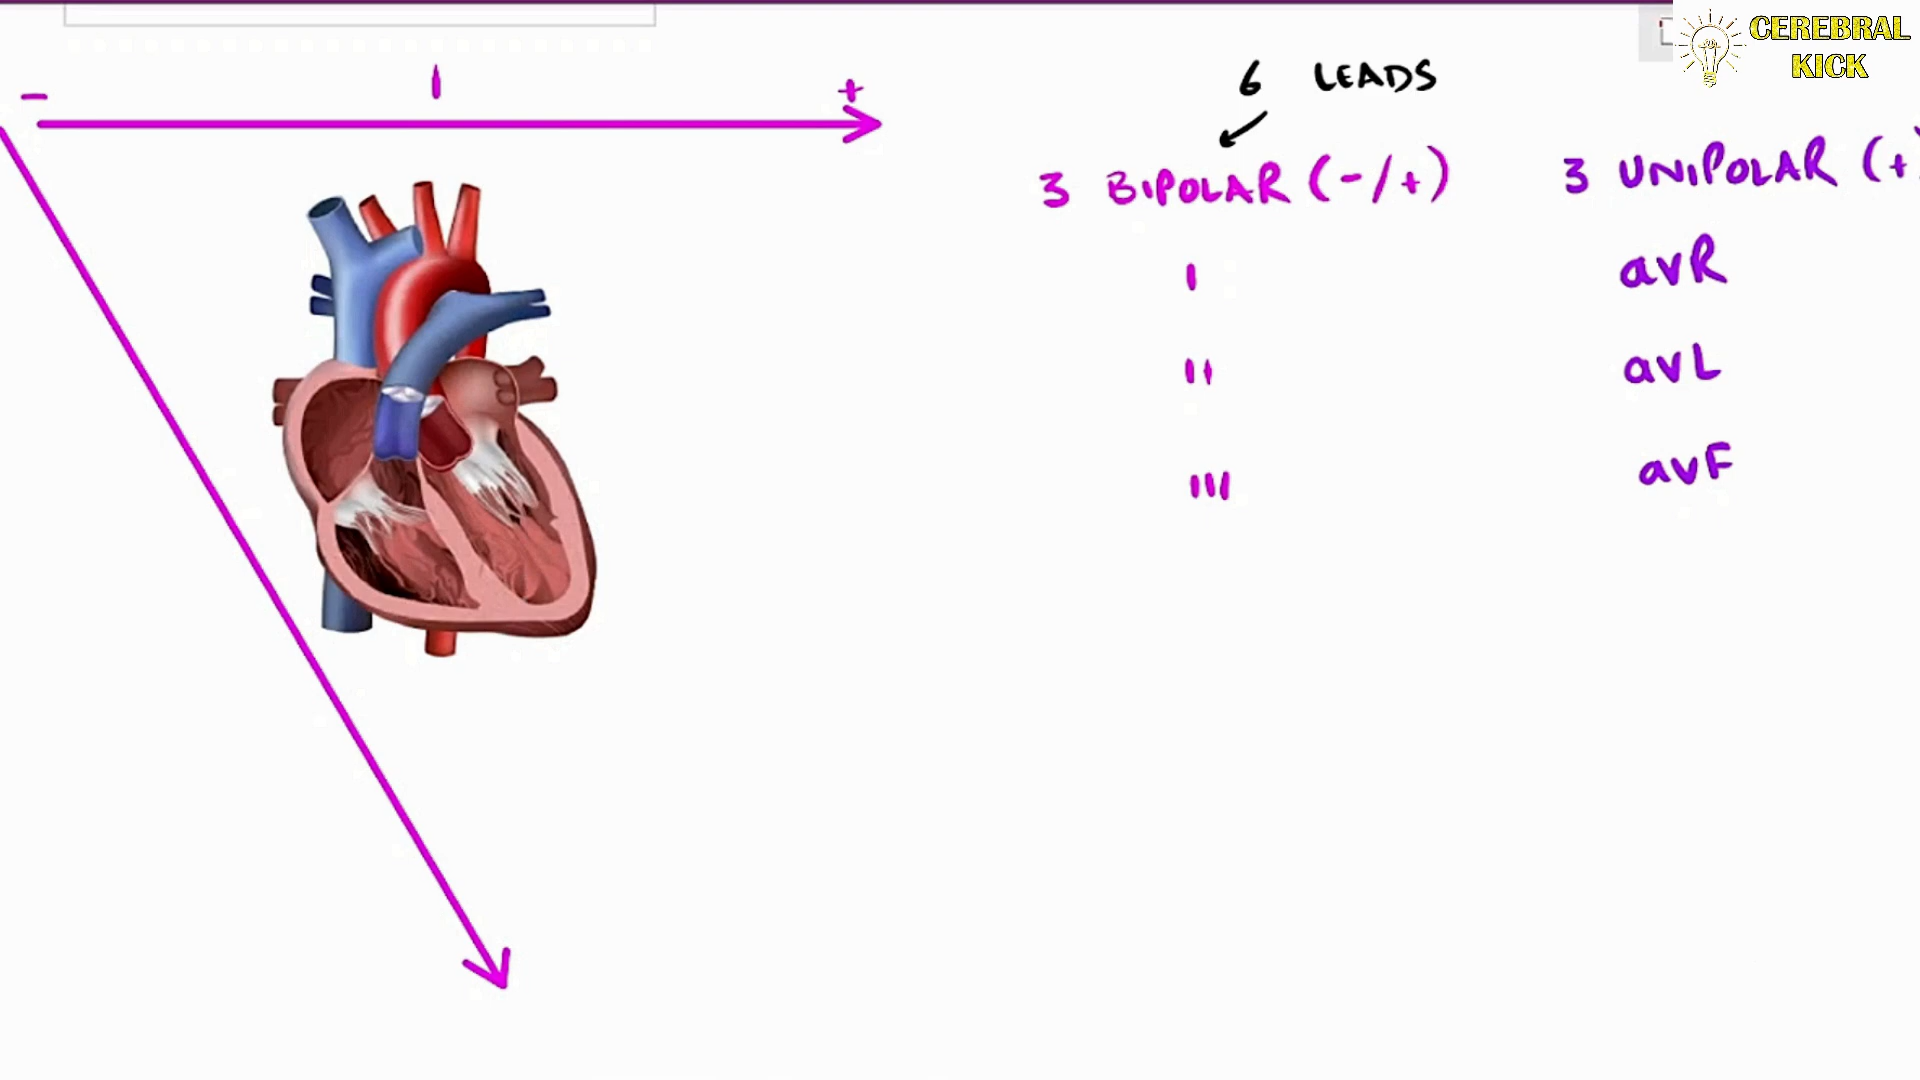 CEREBRAL
KICK
6 LEADS
- I +
3 BIPOLAR (-/+)
3 UNIPOLAR (+)
I
avR
II
avL
III
avF